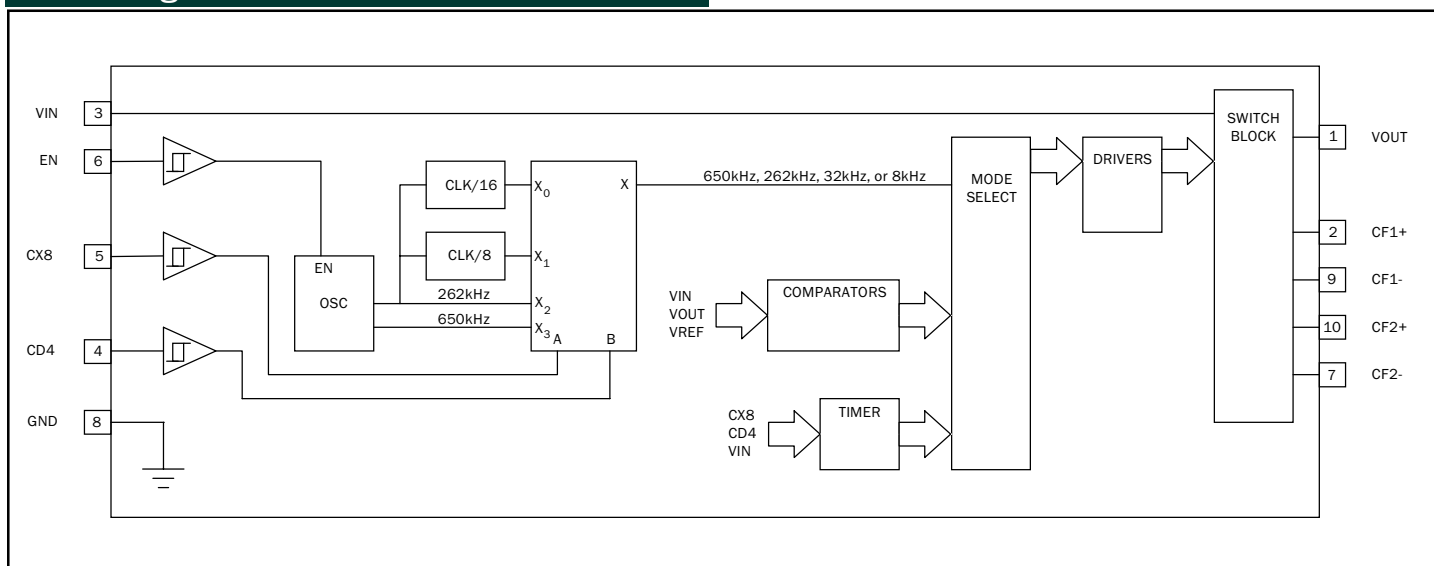 VIN 3
EN 6
CX8 5
CD4 4
GND 8
EN
OSC
CLK/16
CLK/8
262kHz
650kHz
X0
X1
X2
X3
A
B
X
650kHz, 262kHz, 32kHz, or 8kHz
VIN
VOUT
VREF
COMPARATORS
CX8
CD4
VIN
TIMER
MODE
SELECT
DRIVERS
SWITCH
BLOCK
1 VOUT
2 CF1+
9 CF1-
10 CF2+
7 CF2-